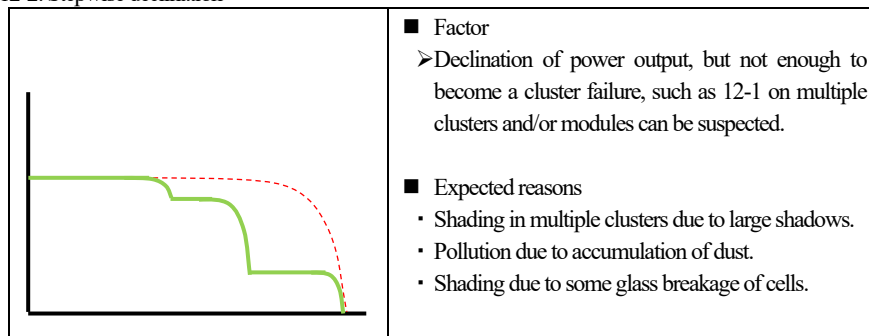 12-2. Stepwise declination
■ Factor
➢Declination of power output, but not enough to
become a cluster failure, such as 12-1 on multiple
clusters and/or modules can be suspected.
■ Expected reasons
・Shading in multiple clusters due to large shadows.
・Pollution due to accumulation of dust.
・Shading due to some glass breakage of cells.